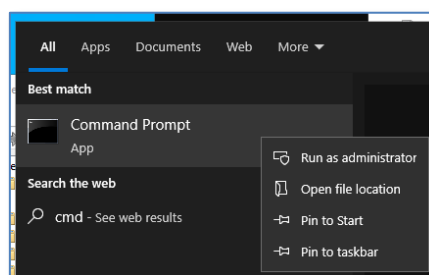 All Apps Documents Web More
Best match
Command Prompt
App
Run as administrator
Open file location
Search the web
cmd - See web results
Pin to Start
Pin to taskbar